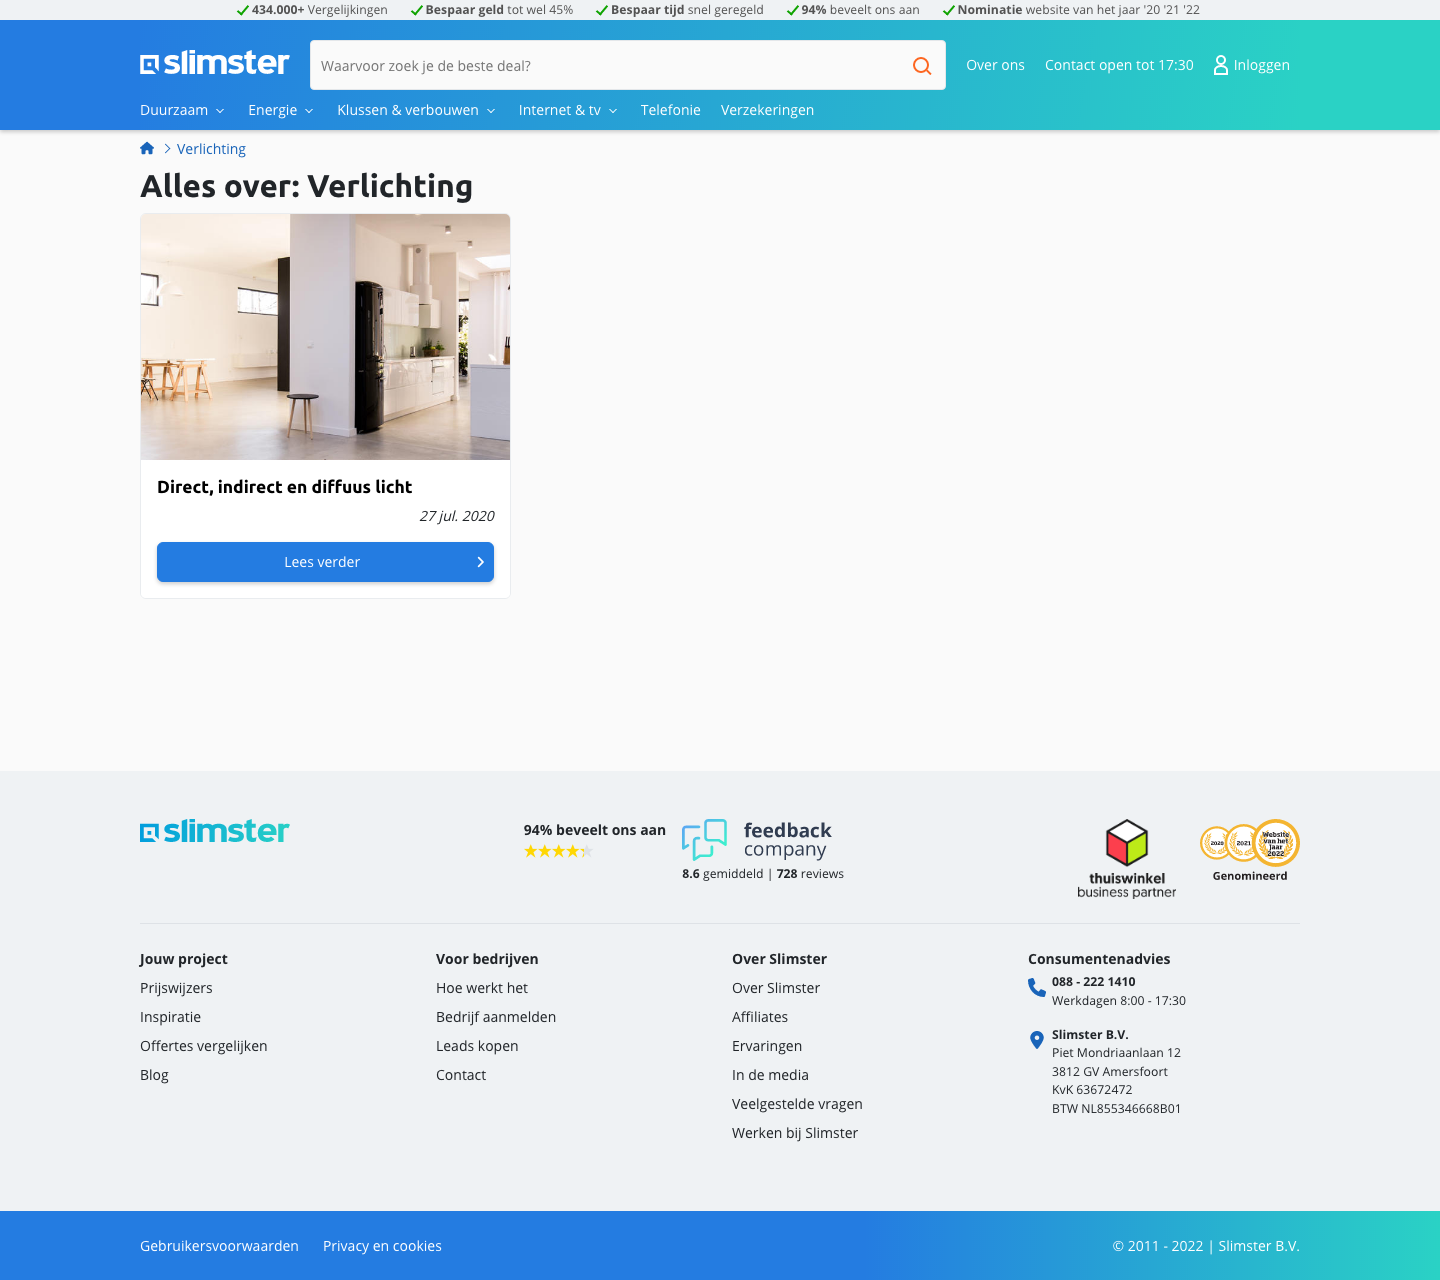 434.000+ Vergelijkingen Bespaar geld tot wel 45% Bespaar tijd snel geregeld 94% beveelt ons aan Nominatie website van het jaar '20 '21 '22
slimster
Waarvoor zoek je de beste deal?
Over ons Contact open tot 17:30 Inloggen
Duurzaam Energie Klussen & verbouwen Internet & tv Telefonie Verzekeringen
Verlichting
Alles over: Verlichting
Direct, indirect en diffuus licht
27 jul. 2020
Lees verder
slimster
94% beveelt ons aan
feedback
company
8.6 gemiddeld | 728 reviews
thuiswinkel
business partner
2020
2021
Website
Van het
Jaar
2022
Genomineerd
Jouw project
Prijswijzers
Inspiratie
Offertes vergelijken
Blog
Voor bedrijven
Hoe werkt het
Bedrijf aanmelden
Leads kopen
Contact
Over Slimster
Over Slimster
Affiliates
Ervaringen
In de media
Veelgestelde vragen
Werken bij Slimster
Consumentenadvies
088 - 222 1410
Werkdagen 8:00 - 17:30
Slimster B.V.
Piet Mondriaanlaan 12
3812 GV Amersfoort
KvK 63672472
BTW NL855346668B01
Gebruikersvoorwaarden Privacy en cookies © 2011 - 2022 | Slimster B.V.